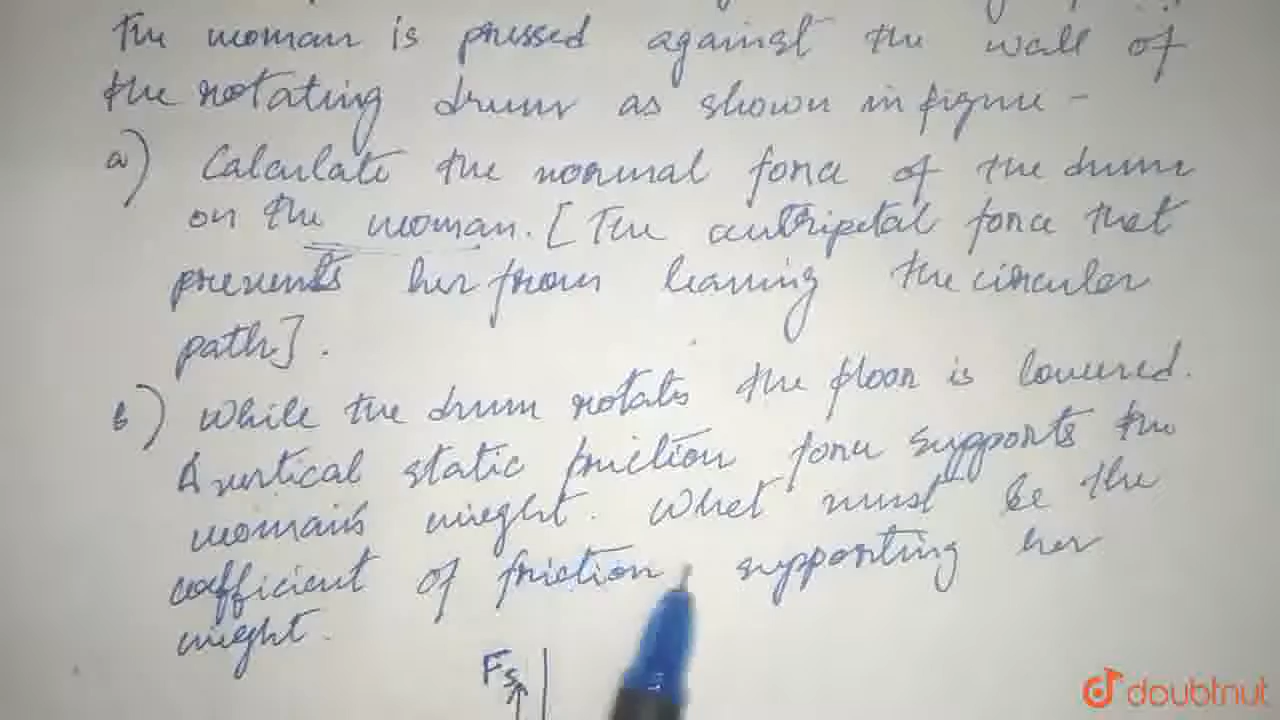 the woman is pressed against the wall of
the rotating drum as shown in figure -
a) Calculate the normal force of the drum
on the woman. [The centripetal force that
prevents her from leaving the circular
path].
b) While the drum rotates the floor is lowered.
A vertical static friction force supports the
woman's weight. What must be the
coefficient of friction supporting her
weight.
Fs
doubtnut